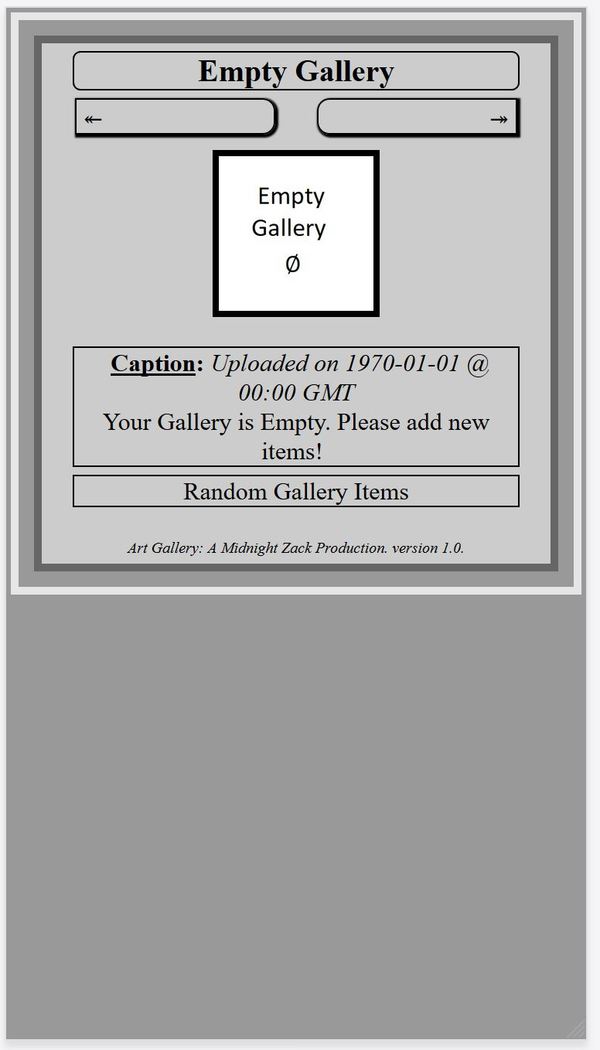 Empty Gallery
↞ ↠
Empty
Gallery
Ø
Caption: Uploaded on 1970-01-01 @
00:00 GMT
Your Gallery is Empty. Please add new
items!
Random Gallery Items
Art Gallery: A Midnight Zack Production. version 1.0.